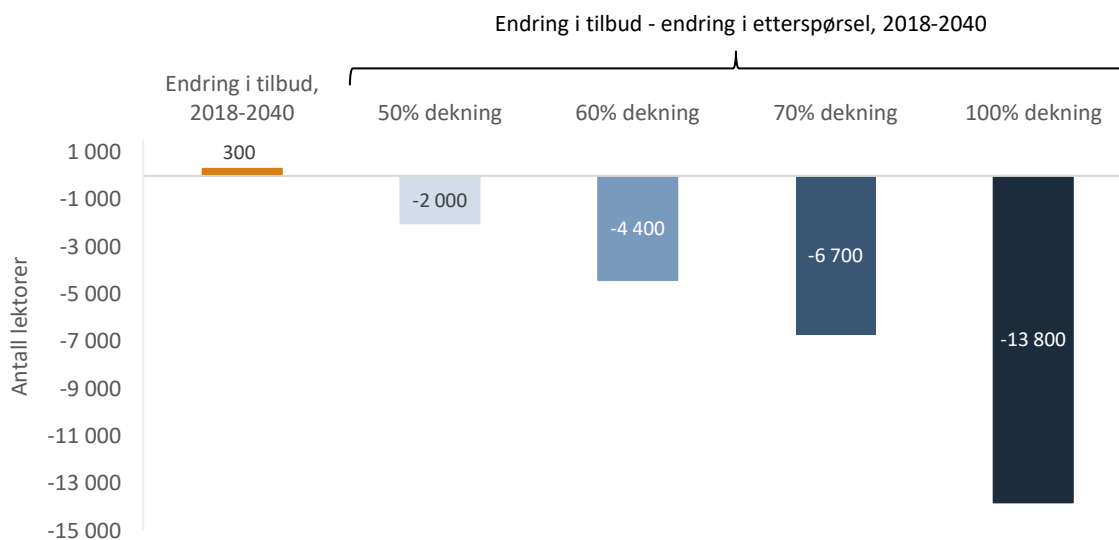 Endring i tilbud - endring i etterspørsel, 2018-2040
Endring i tilbud,
2018-2040
50% dekning
60% dekning
70% dekning
100% dekning
Antall lektorer
1 000
-1 000
-3 000
-5 000
-7 000
-9 000
-11 000
-13 000
-15 000
300
-2 000
-4 400
-6 700
-13 800